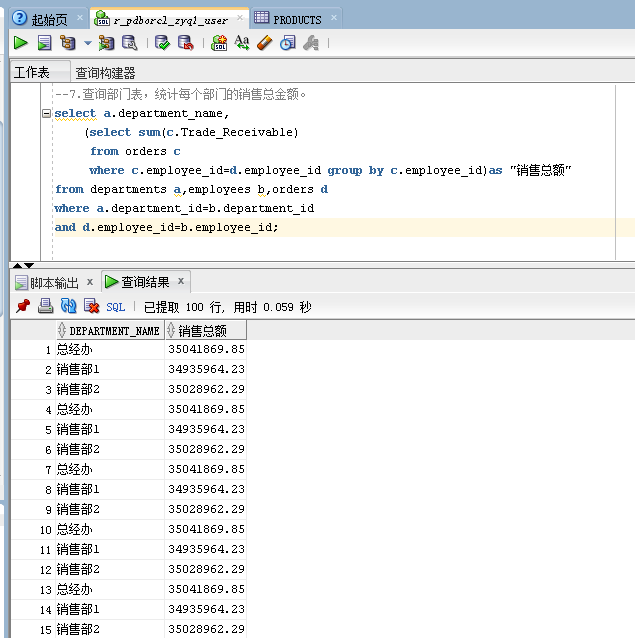 起始页 r_pdborcl_zyql_user PRODUCTS
工作表 查询构建器
--7.查询部门表，统计每个部门的销售总金额。
select a.department_name,
(select sum(c.Trade_Receivable)
from orders c
where c.employee_id=d.employee_id group by c.employee_id)as "销售总额"
from departments a,employees b,orders d
where a.department_id=b.department_id
and d.employee_id=b.employee_id;
脚本输出 x 查询结果 x
SQL | 已提取 100 行, 用时 0.059 秒
DEPARTMENT_NAME 销售总额
1 总经办 35041869.85
2 销售部1 34935964.23
3 销售部2 35028962.29
4 总经办 35041869.85
5 销售部1 34935964.23
6 销售部2 35028962.29
7 总经办 35041869.85
8 销售部1 34935964.23
9 销售部2 35028962.29
10 总经办 35041869.85
11 销售部1 34935964.23
12 销售部2 35028962.29
13 总经办 35041869.85
14 销售部1 34935964.23
15 销售部2 35028962.29